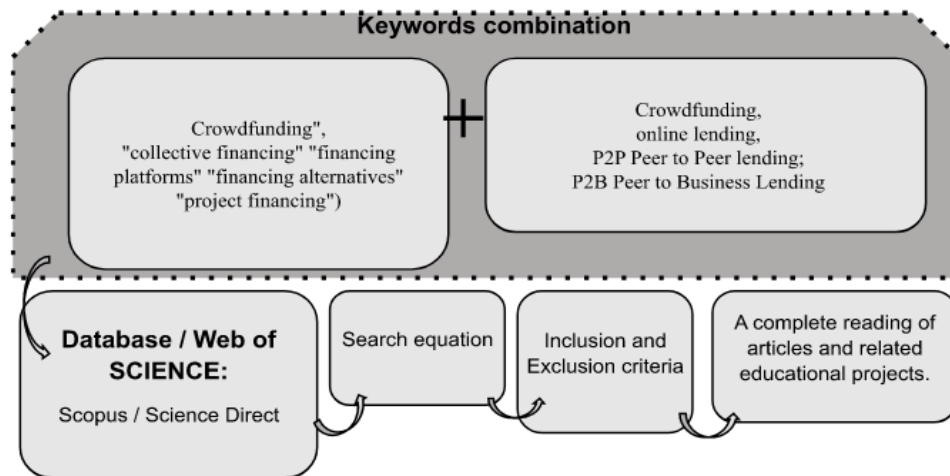 Keywords combination
Crowdfunding",
"collective financing" "financing
platforms" "financing alternatives"
"project financing")
+
Crowdfunding,
online lending,
P2P Peer to Peer lending;
P2B Peer to Business Lending
Database / Web of
SCIENCE:
Scopus / Science Direct
Search equation
Inclusion and
Exclusion criteria
A complete reading of
articles and related
educational projects.